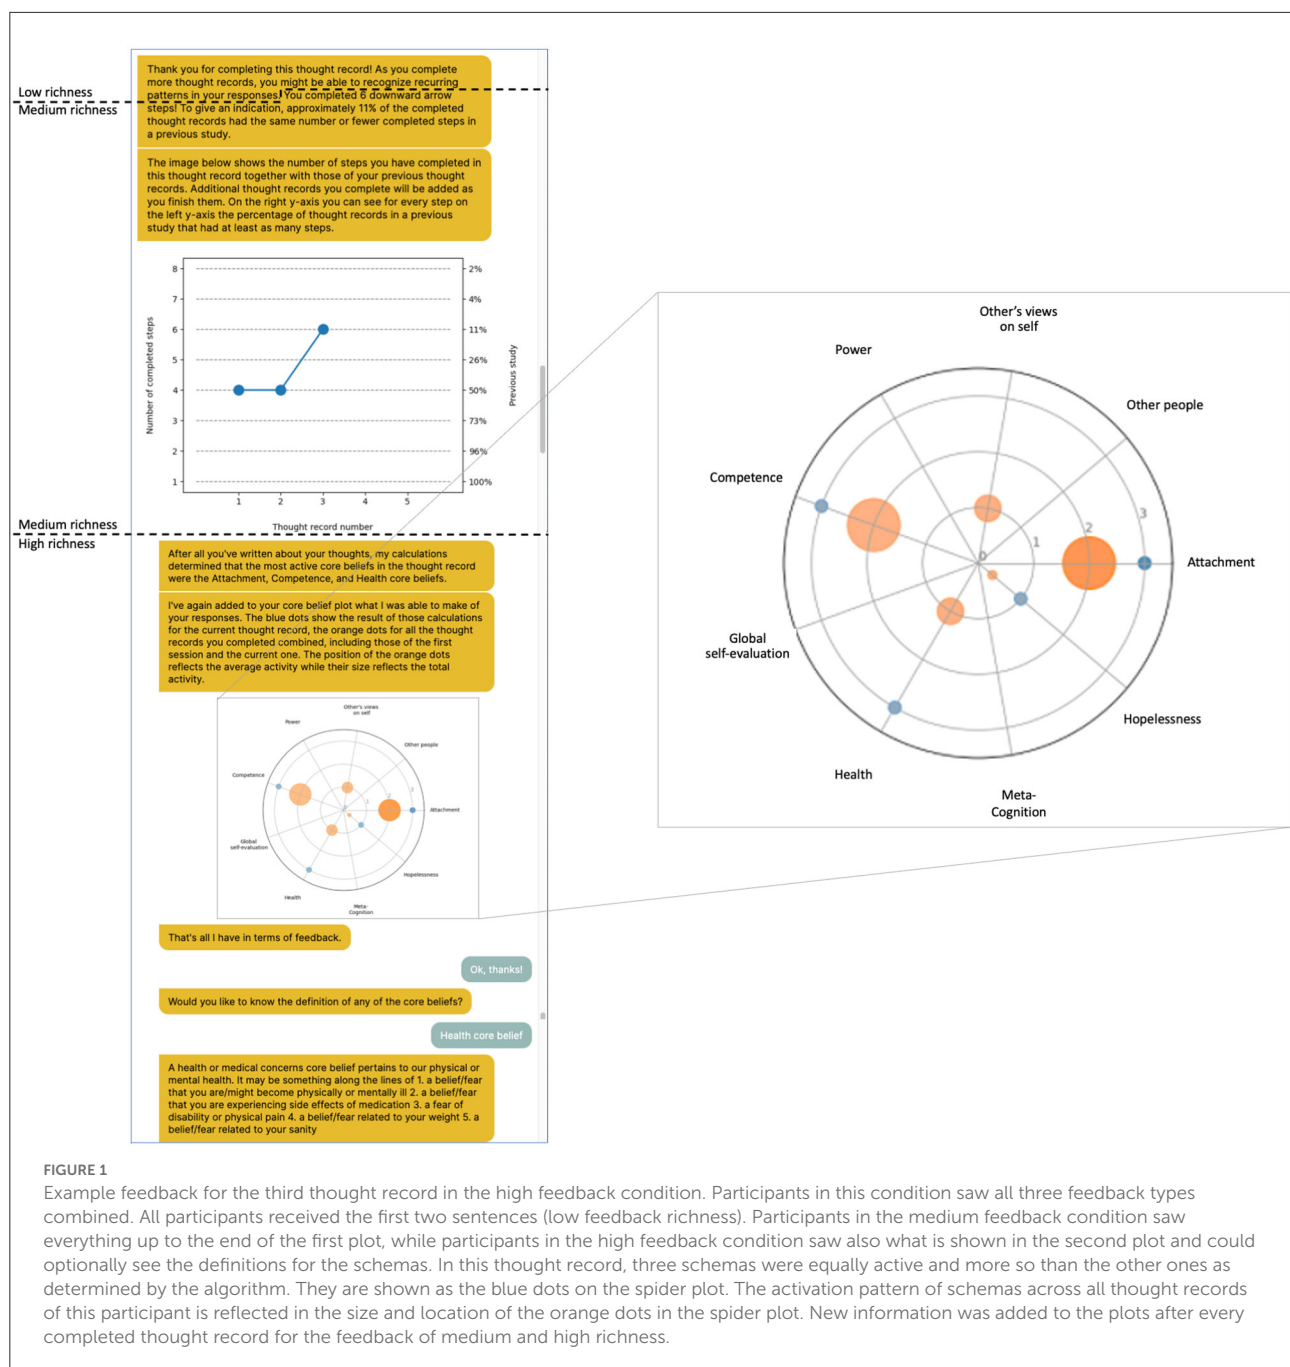 Thank you for completing this thought record! As you complete
more thought records, you might be able to recognize recurring
patterns in your responses! You completed 6 downward arrow
steps! To give an indication, approximately 11% of the completed
thought records had the same number or fewer completed steps in
a previous study.
Low richness
Medium richness
The image below shows the number of steps you have completed in
this thought record together with those of your previous thought
records. Additional thought records you complete will be added as
you finish them. On the right y-axis you can see for every step on
the left y-axis the percentage of thought records in a previous
study that had at least as many steps.
Number of completed steps
8
7
6
5
4
3
2
1
2%
4%
11%
26%
50%
73%
96%
100%
Previous study
1 2 3 4 5
Thought record number
Medium richness
High richness
After all you've written about your thoughts, my calculations
determined that the most active core beliefs in the thought record
were the Attachment, Competence, and Health core beliefs.
I've again added to your core belief plot what I was able to make of
your responses. The blue dots show the result of those calculations
for the current thought record, the orange dots for all the thought
records you completed combined, including those of the first
session and the current one. The position of the orange dots
reflects the average activity while their size reflects the total
activity.
Other's views
on self
Power
Other people
Competence
0
1
2
3
Attachment
Global
self-evaluation
Hopelessness
Health
Meta-
Cognition
That's all I have in terms of feedback.
Ok, thanks!
Would you like to know the definition of any of the core beliefs?
Health core belief
A health or medical concerns core belief pertains to our physical or
mental health. It may be something along the lines of 1. a belief/fear
that you are/might become physically or mentally ill 2. a belief/fear
that you are experiencing side effects of medication 3. a fear of
disability or physical pain 4. a belief/fear related to your weight 5. a
belief/fear related to your sanity
Other's views
on self
Power
Other people
Competence
0
1
2
3
Attachment
Global
self-evaluation
Hopelessness
Health
Meta-
Cognition
FIGURE 1
Example feedback for the third thought record in the high feedback condition. Participants in this condition saw all three feedback types
combined. All participants received the first two sentences (low feedback richness). Participants in the medium feedback condition saw
everything up to the end of the first plot, while participants in the high feedback condition saw also what is shown in the second plot and could
optionally see the definitions for the schemas. In this thought record, three schemas were equally active and more so than the other ones as
determined by the algorithm. They are shown as the blue dots on the spider plot. The activation pattern of schemas across all thought records
of this participant is reflected in the size and location of the orange dots in the spider plot. New information was added to the plots after every
completed thought record for the feedback of medium and high richness.